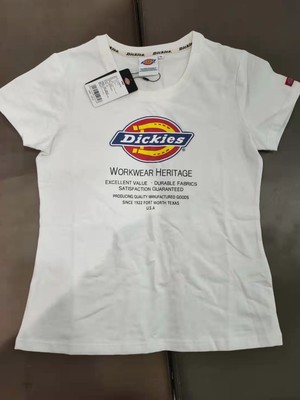 Dickies
Dickies
Dickies
WORKWEAR HERITAGE
EXCELLENT VALUE DURABLE FABRICS
SATISFACTION GUARANTEED
PRODUCING QUALITY MANUFACTURED GOODS
SINCE 1922 FORT WORTH TEXAS
U.S.A